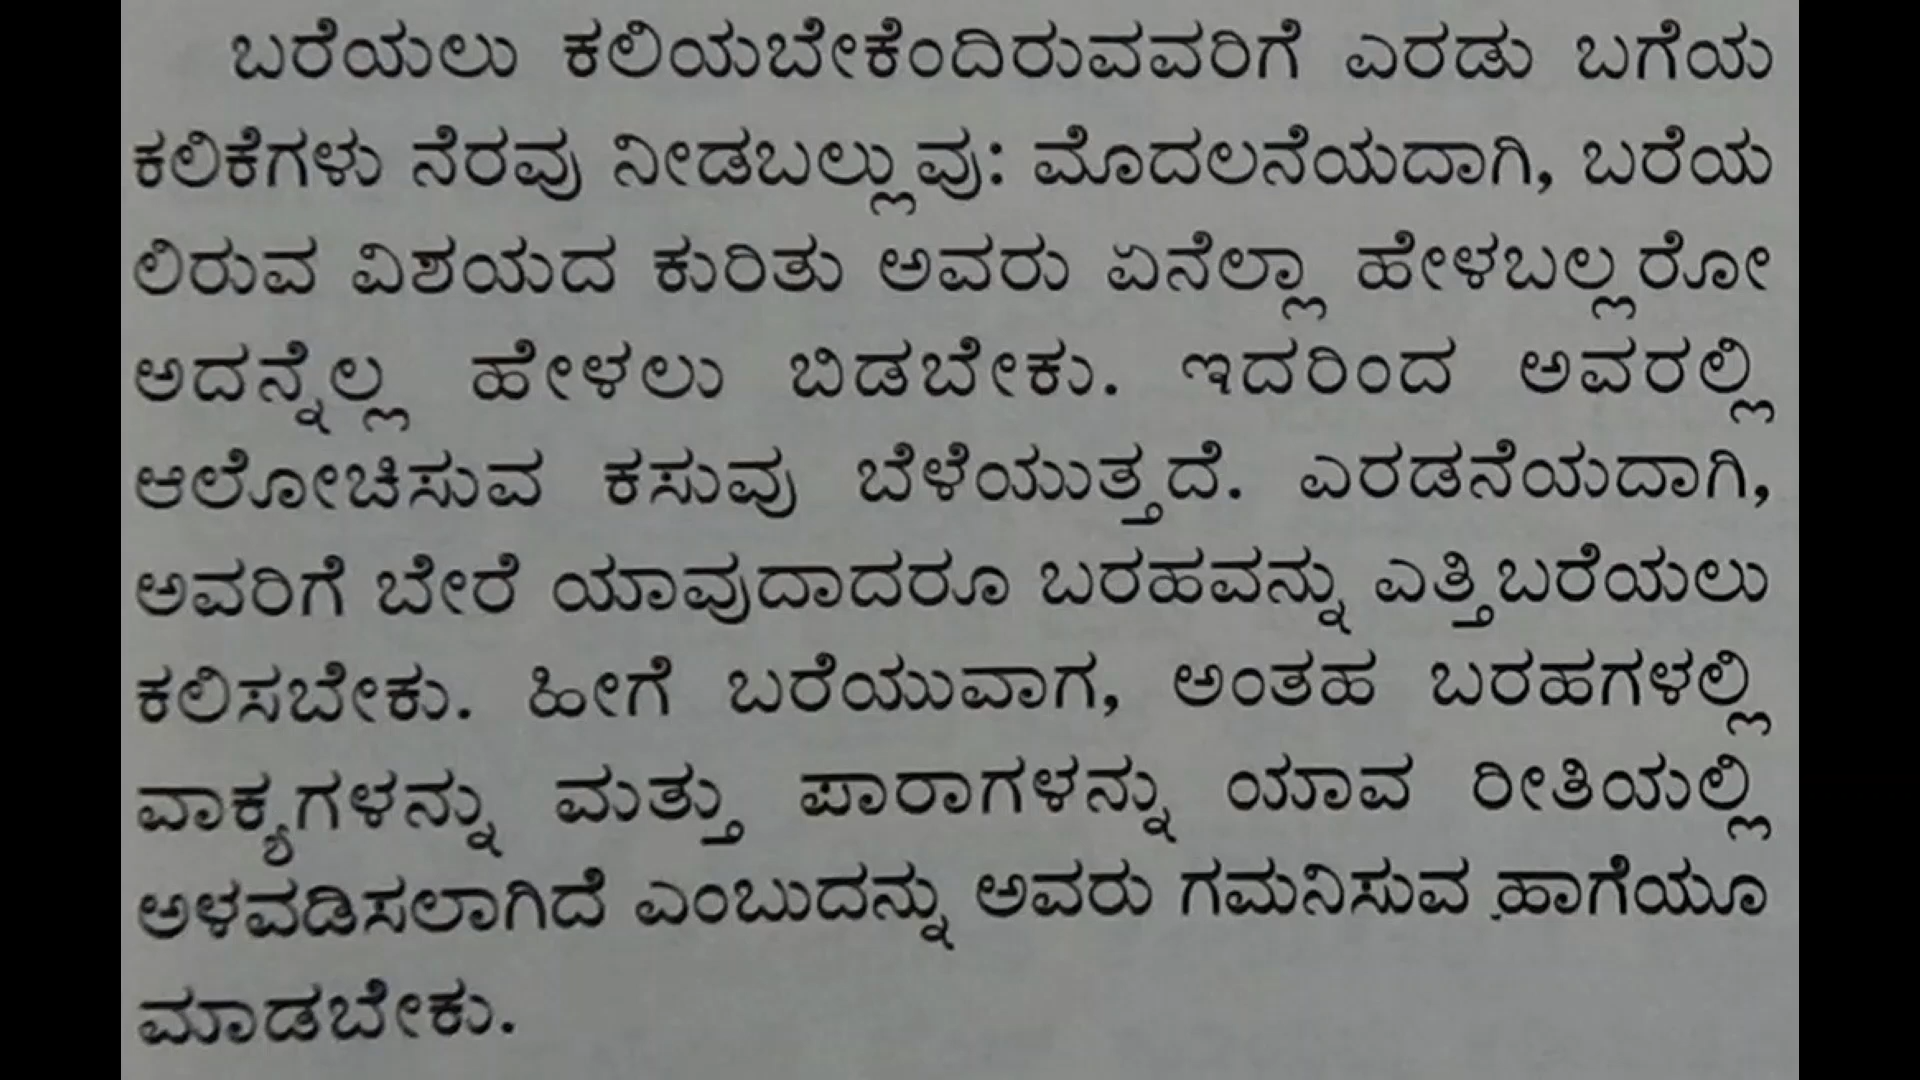 ಬರೆಯಲು ಕಲಿಯಬೇಕೆಂದಿರುವವರಿಗೆ ಎರಡು ಬಗೆಯ
ಕಲಿಕೆಗಳು ನೆರವು ನೀಡಬಲ್ಲುವು: ಮೊದಲನೆಯದಾಗಿ, ಬರೆಯ
ಲಿರುವ ವಿಶಯದ ಕುರಿತು ಅವರು ಏನೆಲ್ಲಾ ಹೇಳಬಲ್ಲರೋ
ಅದನ್ನೆಲ್ಲ ಹೇಳಲು ಬಿಡಬೇಕು. ಇದರಿಂದ ಅವರಲ್ಲಿ
ಆಲೋಚಿಸುವ ಕಸುವು ಬೆಳೆಯುತ್ತದೆ. ಎರಡನೆಯದಾಗಿ,
ಅವರಿಗೆ ಬೇರೆ ಯಾವುದಾದರೂ ಬರಹವನ್ನು ಎತ್ತಿಬರೆಯಲು
ಕಲಿಸಬೇಕು. ಹೀಗೆ ಬರೆಯುವಾಗ, ಅಂತಹ ಬರಹಗಳಲ್ಲಿ
ವಾಕ್ಯಗಳನ್ನು ಮತ್ತು ಪಾರಾಗಳನ್ನು ಯಾವ ರೀತಿಯಲ್ಲಿ
ಅಳವಡಿಸಲಾಗಿದೆ ಎಂಬುದನ್ನು ಅವರು ಗಮನಿಸುವ ಹಾಗೆಯೂ
ಮಾಡಬೇಕು.